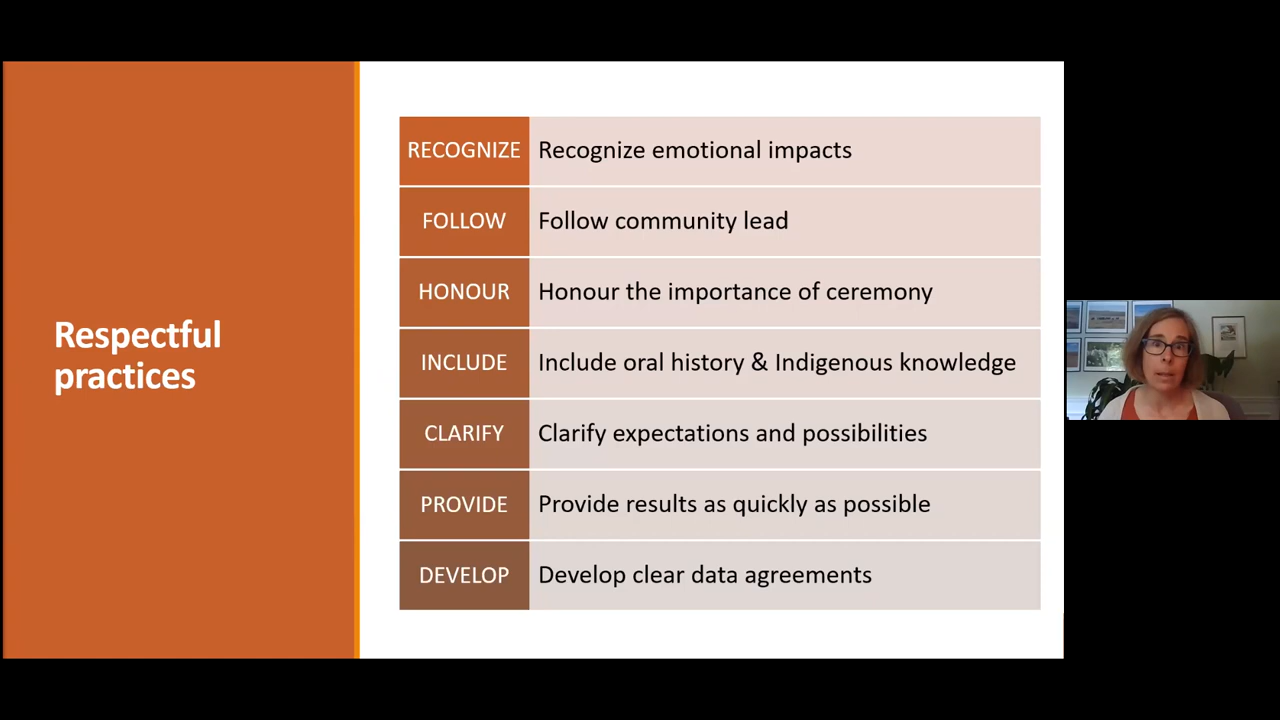 Respectful
practices
RECOGNIZE Recognize emotional impacts
FOLLOW Follow community lead
HONOUR Honour the importance of ceremony
INCLUDE Include oral history & Indigenous knowledge
CLARIFY Clarify expectations and possibilities
PROVIDE Provide results as quickly as possible
DEVELOP Develop clear data agreements